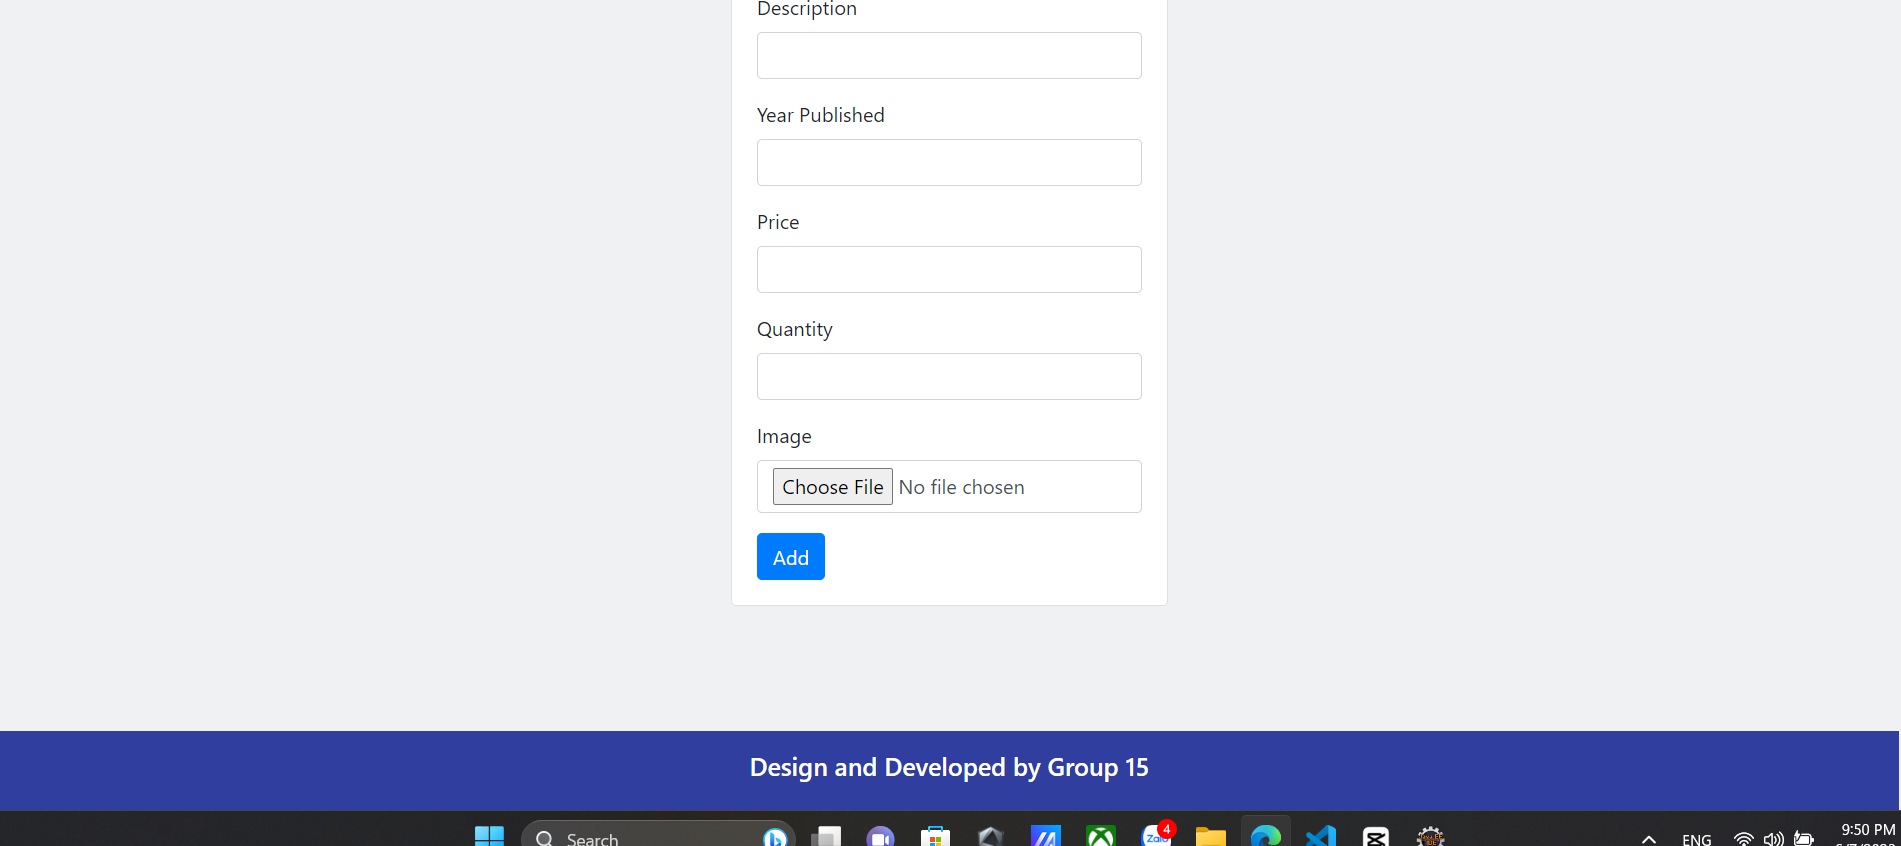 Description
Year Published
Price
Quantity
Image
Choose File No file chosen
Add
Design and Developed by Group 15
Search
Zalo
4
ENG
9:50 PM